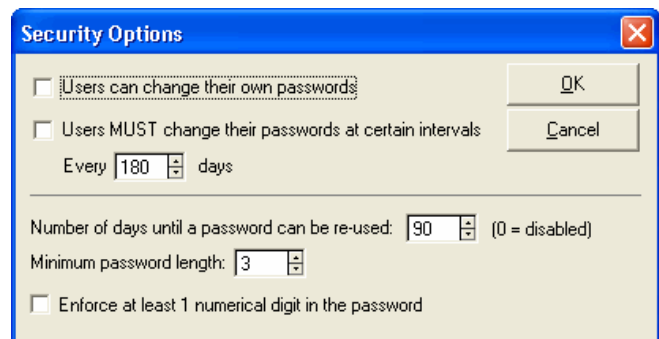 Security Options
Users can change their own passwords
OK
Users MUST change their passwords at certain intervals
Cancel
Every 180 days
Number of days until a password can be re-used: 90 (0 = disabled)
Minimum password length: 3
Enforce at least 1 numerical digit in the password